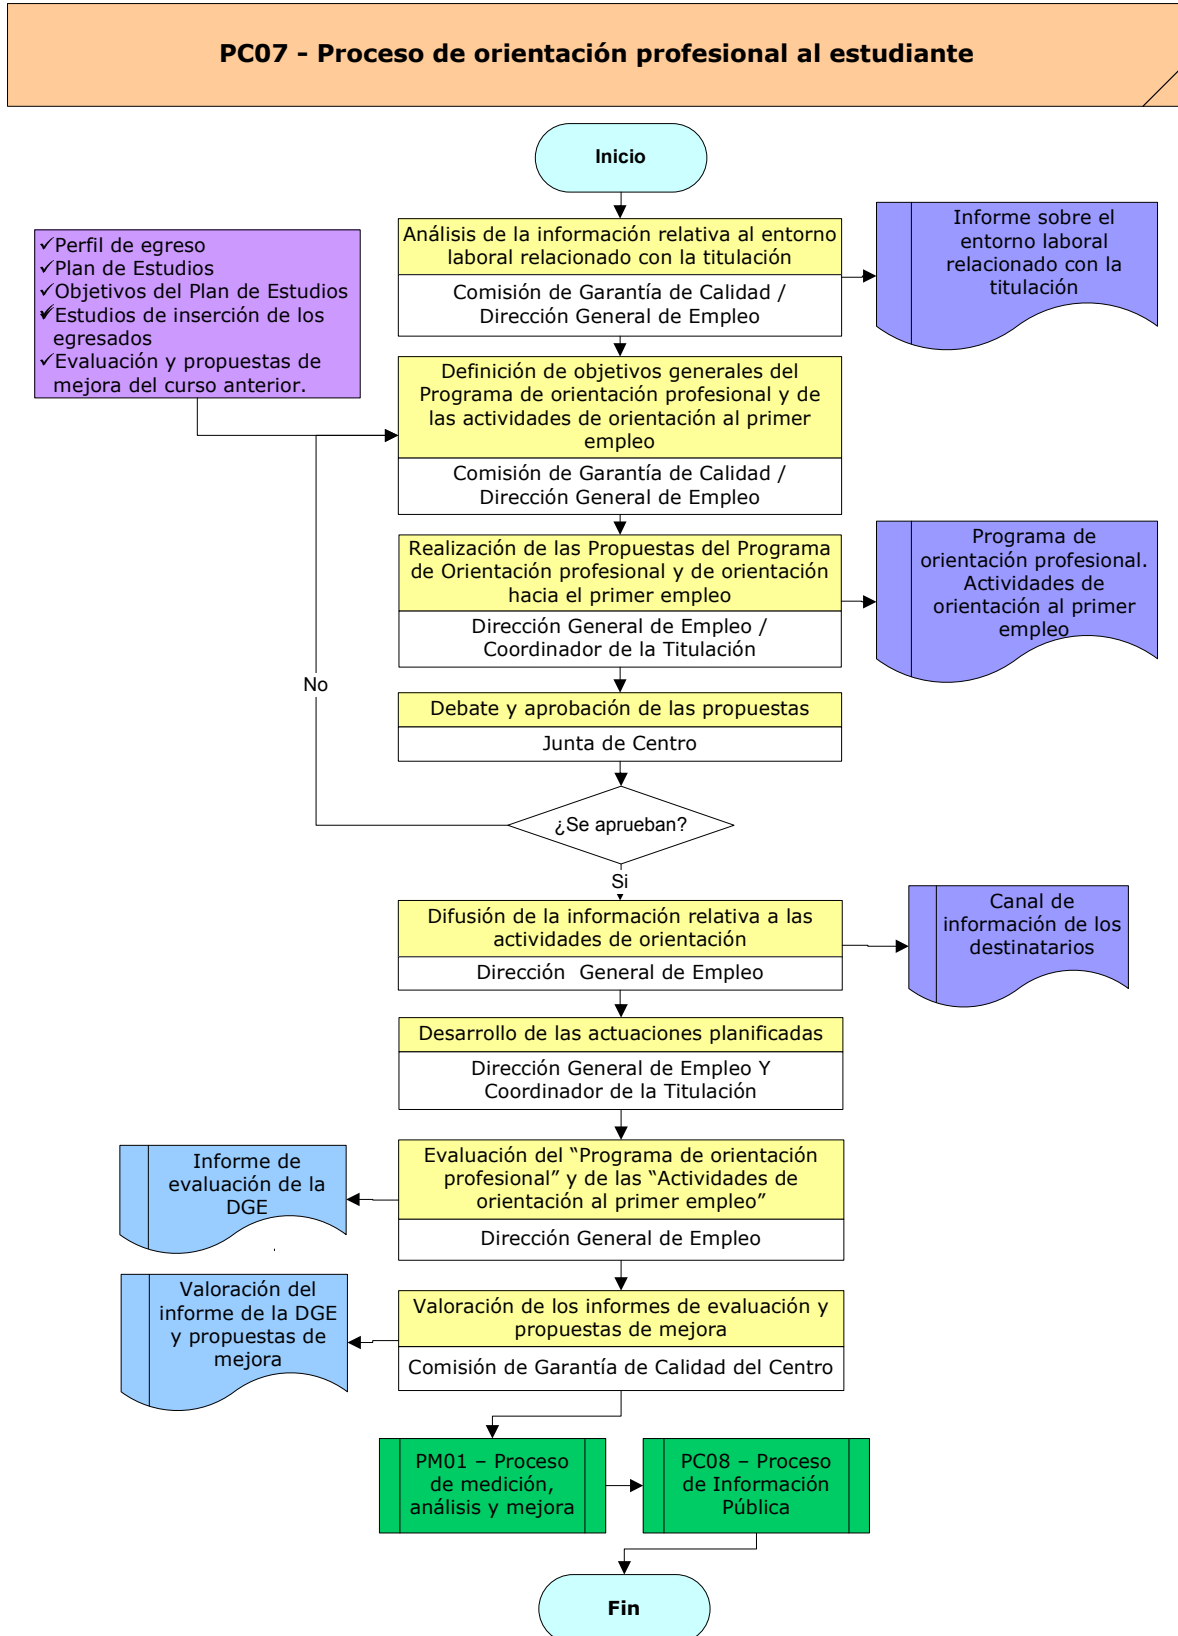 PC07 - Proceso de orientación profesional al estudiante
Inicio
Análisis de la información relativa al entorno
laboral relacionado con la titulación
Comisión de Garantía de Calidad /
Dirección General de Empleo
Informe sobre el
entorno laboral
relacionado con la
titulación
✓Perfil de egreso
✓Plan de Estudios
✓Objetivos del Plan de Estudios
✓Estudios de inserción de los
egresados
✓Evaluación y propuestas de
mejora del curso anterior.
Definición de objetivos generales del
Programa de orientación profesional y de
las actividades de orientación al primer
empleo
Comisión de Garantía de Calidad /
Dirección General de Empleo
Realización de las Propuestas del Programa
de Orientación profesional y de orientación
hacia el primer empleo
Dirección General de Empleo /
Coordinador de la Titulación
Programa de
orientación profesional.
Actividades de
orientación al primer
empleo
No
Debate y aprobación de las propuestas
Junta de Centro
¿Se aprueban?
Si
Difusión de la información relativa a las
actividades de orientación
Dirección General de Empleo
Canal de
información de los
destinatarios
Desarrollo de las actuaciones planificadas
Dirección General de Empleo Y
Coordinador de la Titulación
Evaluación del “Programa de orientación
profesional” y de las “Actividades de
orientación al primer empleo”
Dirección General de Empleo
Informe de
evaluación de la
DGE
Valoración de los informes de evaluación y
propuestas de mejora
Comisión de Garantía de Calidad del Centro
Valoración del
informe de la DGE
y propuestas de
mejora
PM01 – Proceso
de medición,
análisis y mejora
PC08 – Proceso
de Información
Pública
Fin